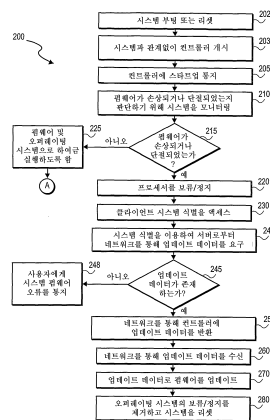 200
시스템 부팅 또는 리셋
202
시스템과 관계없이 컨트롤러 개시
203
컨트롤러에 스타트업 통지
205
펌웨어가 손상되거나 단절되었는지
판단하기 위해 시스템을 모니터링
210
펌웨어가
손상되거나
단절되었는가
?
215
아니오
예
펌웨어 및
오퍼레이팅
시스템으로 하여금
실행하도록 함
225
A
프로세서를 보류/정지
220
클라이언트 시스템 식별을 액세스
230
시스템 식별을 이용하여 서버로부터
네트워크를 통해 업데이트 데이터를 요구
24
업데이트
데이터가 존재
하는가?
245
아니오
예
사용자에게
시스템 펌웨어
오류를 통지
248
네트워크를 통해 컨트롤러에
업데이트 데이터를 반환
25
네트워크를 통해 업데이트 데이터를 수신
260
업데이트 데이터로 펌웨어를 업데이트
270
오퍼레이팅 시스템의 보류/정지를
제거하고 시스템을 리셋
280